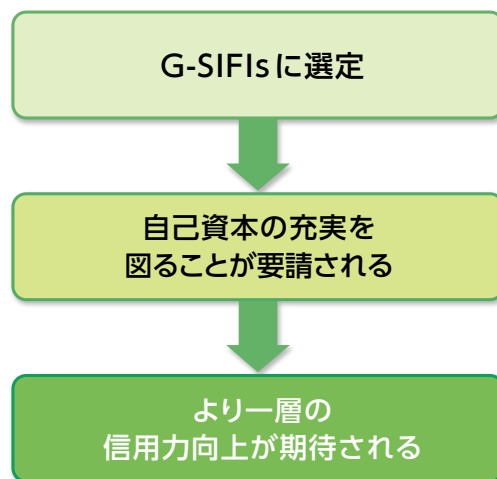 G-SIFIsに選定
自己資本の充実を
図ることが要請される
より一層の
信用力向上が期待される